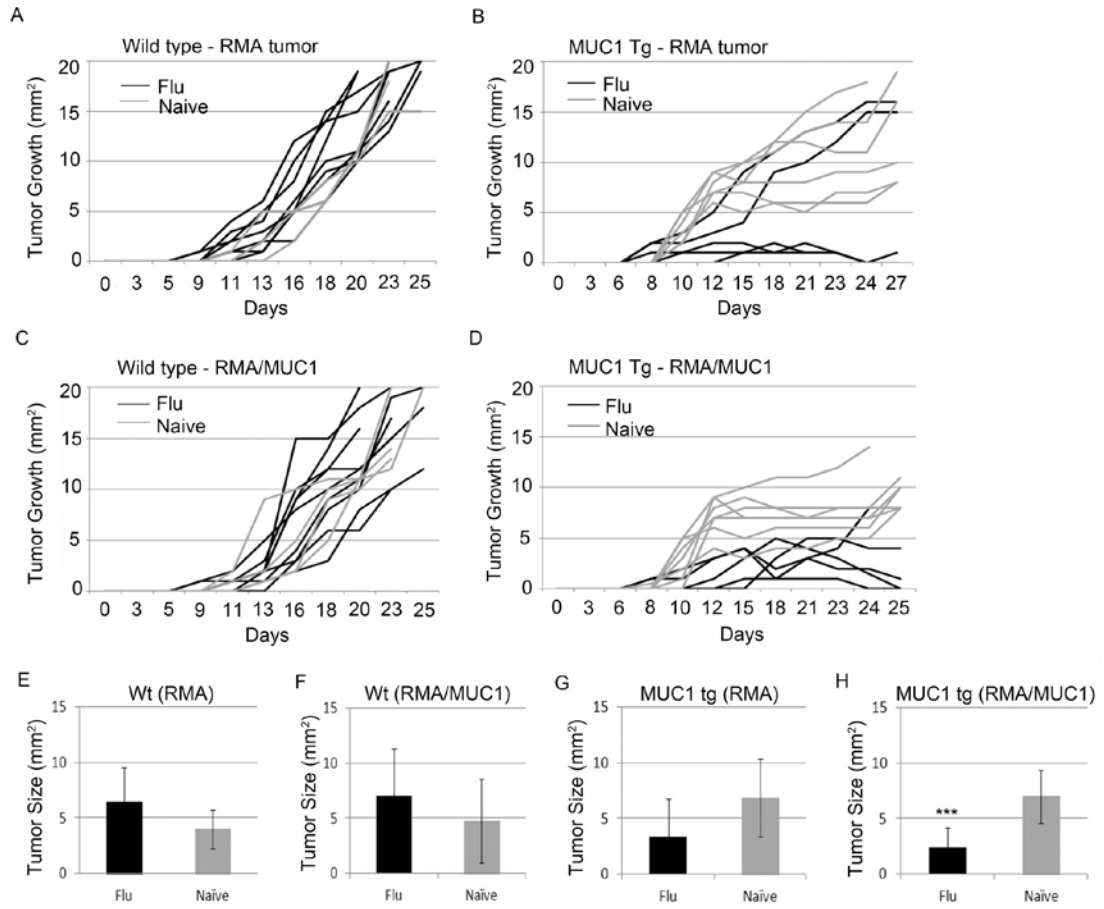 A
Wild type - RMA tumor
Tumor Growth (mm²)
20
15
10
5
0
Flu
Naive
0 3 5 9 11 13 16 18 20 23 25
Days
B
MUC1 Tg - RMA tumor
Tumor Growth (mm²)
20
15
10
5
0
Flu
Naive
0 3 6 8 10 12 15 18 21 23 24 27
Days
C
Wild type - RMA/MUC1
Tumor Growth (mm²)
20
15
10
5
0
Flu
Naive
0 3 5 9 11 13 16 18 20 23 25
Days
D
MUC1 Tg - RMA/MUC1
Tumor Growth (mm²)
20
15
10
5
0
Flu
Naive
0 3 6 8 10 12 15 18 21 24 25
Days
E
Wt (RMA)
Tumor Size (mm²)
15
10
5
0
Flu Naïve
F
Wt (RMA/MUC1)
Tumor Size (mm²)
15
10
5
0
Flu Naïve
G
MUC1 tg (RMA)
Tumor Size (mm²)
15
10
5
0
Flu Naïve
H
MUC1 tg (RMA/MUC1)
Tumor Size (mm²)
15
10
5
0
***
Flu Naïve